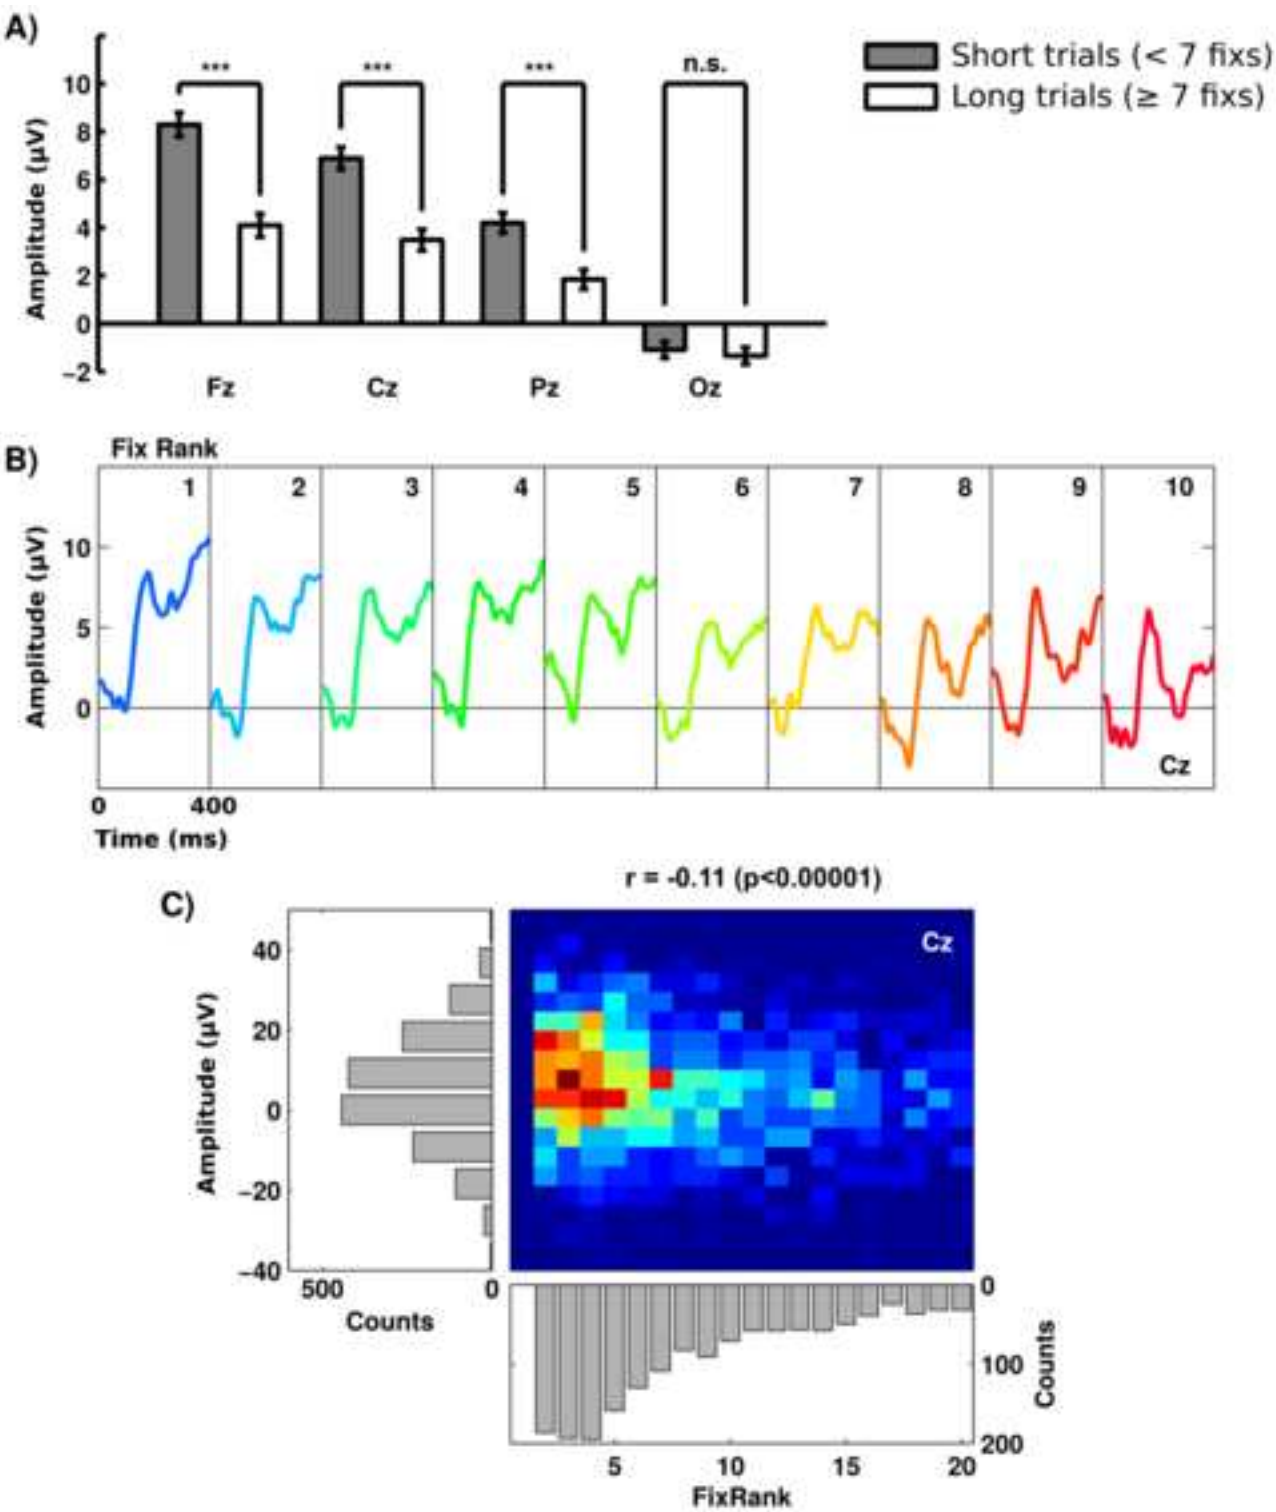 A)
Amplitude (µV)
10
8
6
4
2
0
−2
***
***
***
n.s.
Fz
Cz
Pz
Oz
Short trials (< 7 fixs)
Long trials (≥ 7 fixs)
B)
Fix Rank
1
2
3
4
5
6
7
8
9
10
Amplitude (µV)
10
5
0
Cz
0
400
Time (ms)
r = -0.11 (p<0.00001)
C)
Amplitude (µV)
40
20
0
−20
−40
500
0
Counts
Cz
0
100
200
Counts
5
10
15
20
FixRank